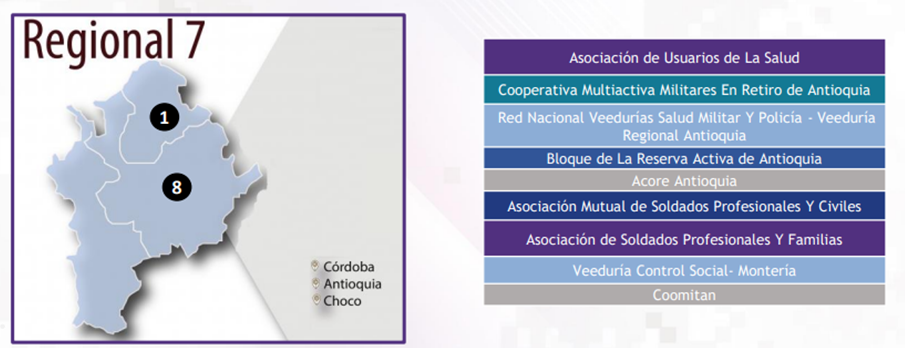 Regional 7
1
8
Córdoba
Antioquia
Choco
Asociación de Usuarios de La Salud
Cooperativa Multiactiva Militares En Retiro de Antioquia
Red Nacional Veedurías Salud Militar Y Policía - Veeduría
Regional Antioquia
Bloque de La Reserva Activa de Antioquia
Acore Antioquia
Asociación Mutual de Soldados Profesionales Y Civiles
Asociación de Soldados Profesionales Y Familias
Veeduría Control Social- Montería
Coomitan